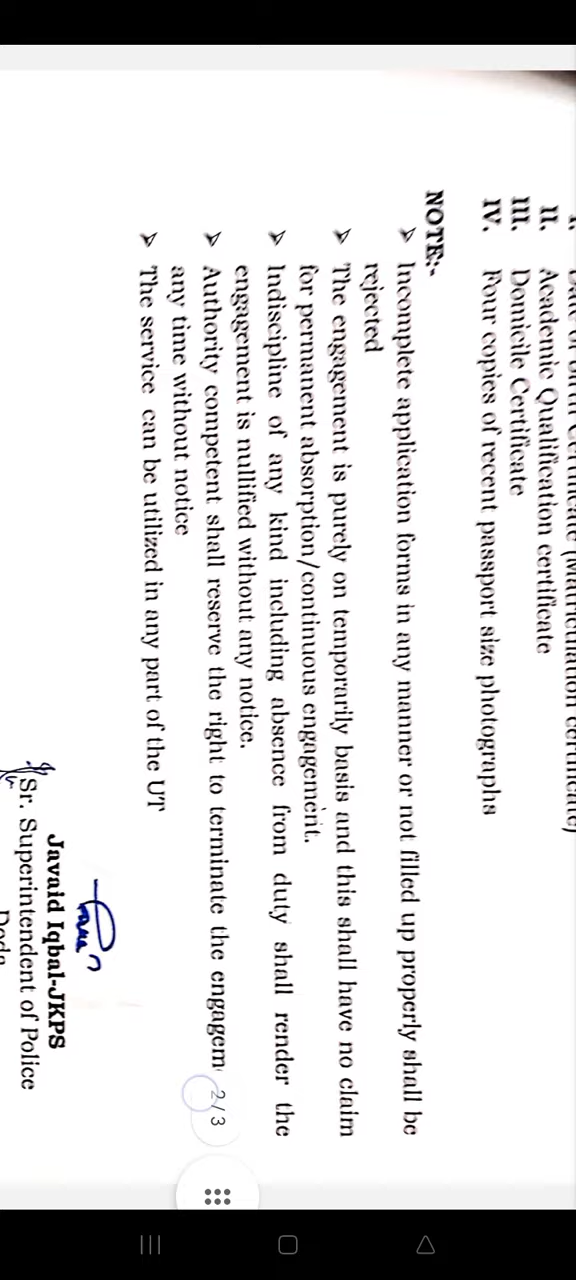 II. Academic Qualification certificate
III. Domicile Certificate
IV. Four copies of recent passport size photographs
NOTE:-
➢ Incomplete application forms in any manner or not filled up properly shall be
rejected
➢ The engagement is purely on temporarily basis and this shall have no claim
for permanent absorption/continuous engagement.
➢ Indiscipline of any kind including absence from duty shall render the
engagement is nullified without any notice.
➢ Authority competent shall reserve the right to terminate the engagem
any time without notice
➢ The service can be utilized in any part of the UT
2/3
Javaid Iqbal-JKPS
Sr. Superintendent of Police